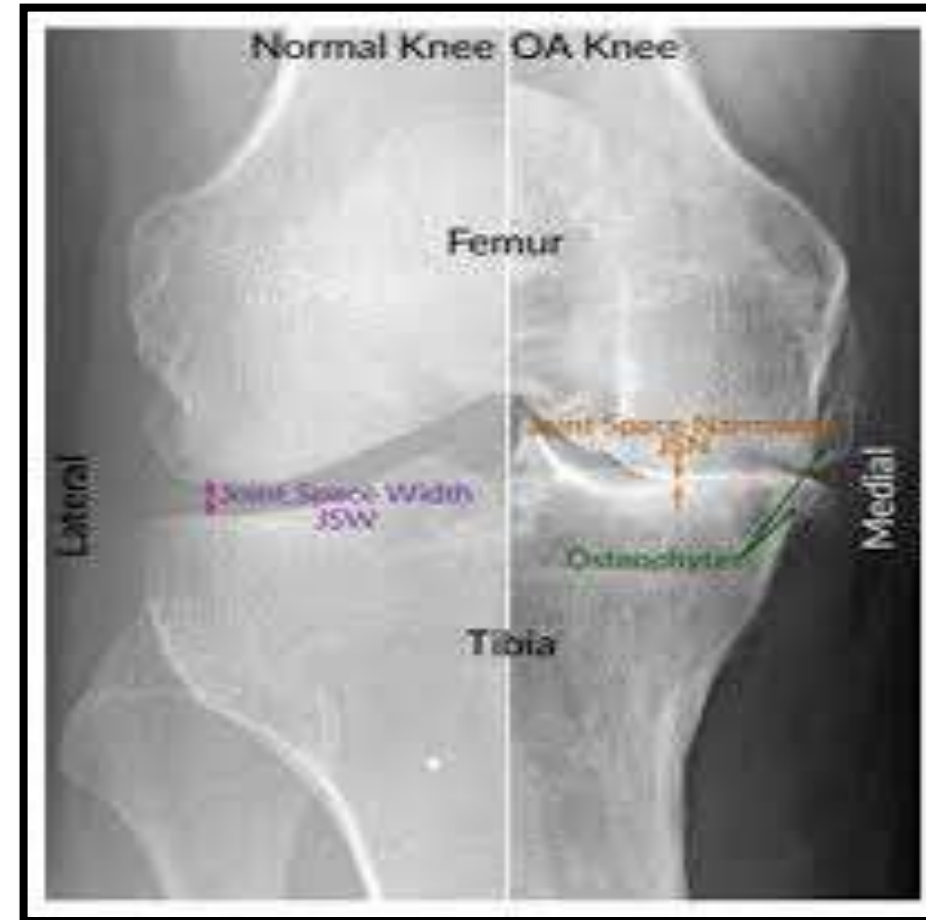 Normal Knee OA Knee
Femur
Joint Space Narrowing
JSN
Lateral
Joint Space Width
JSW
Medial
Osteophytes
Tibia